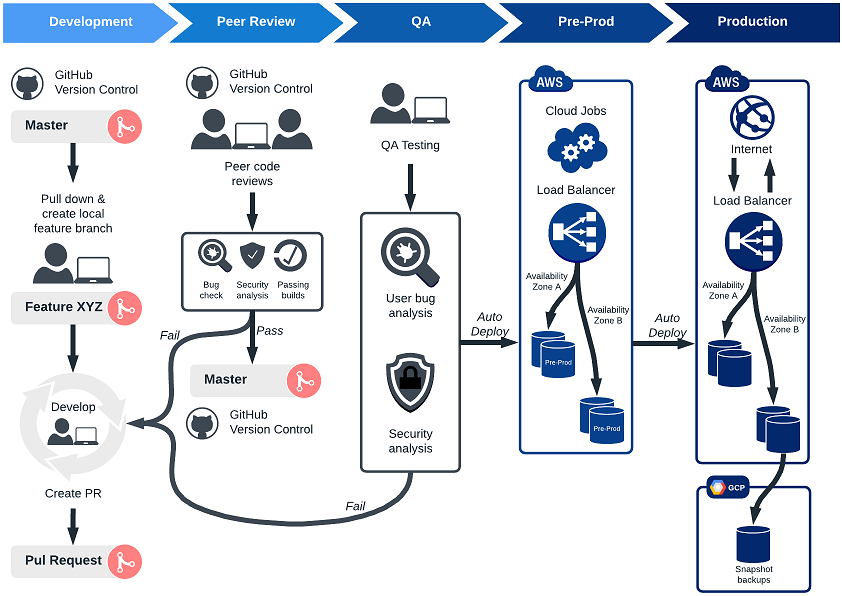 Development
Peer Review
QA
Pre-Prod
Production
GitHub
Version Control
Master
Pull down &
create local
feature branch
Feature XYZ
Develop
Create PR
Pul Request
GitHub
Version Control
Peer code
reviews
Bug
check
Security
analysis
Passing
builds
Fail
Pass
Master
GitHub
Version Control
Fail
QA Testing
User bug
analysis
Security
analysis
Auto
Deploy
AWS
Cloud Jobs
Load Balancer
Availability
Zone A
Availability
Zone B
Pre-Prod
Pre-Prod
Auto
Deploy
AWS
Internet
Load Balancer
Availability
Zone A
Availability
Zone B
GCP
Snapshot
backups